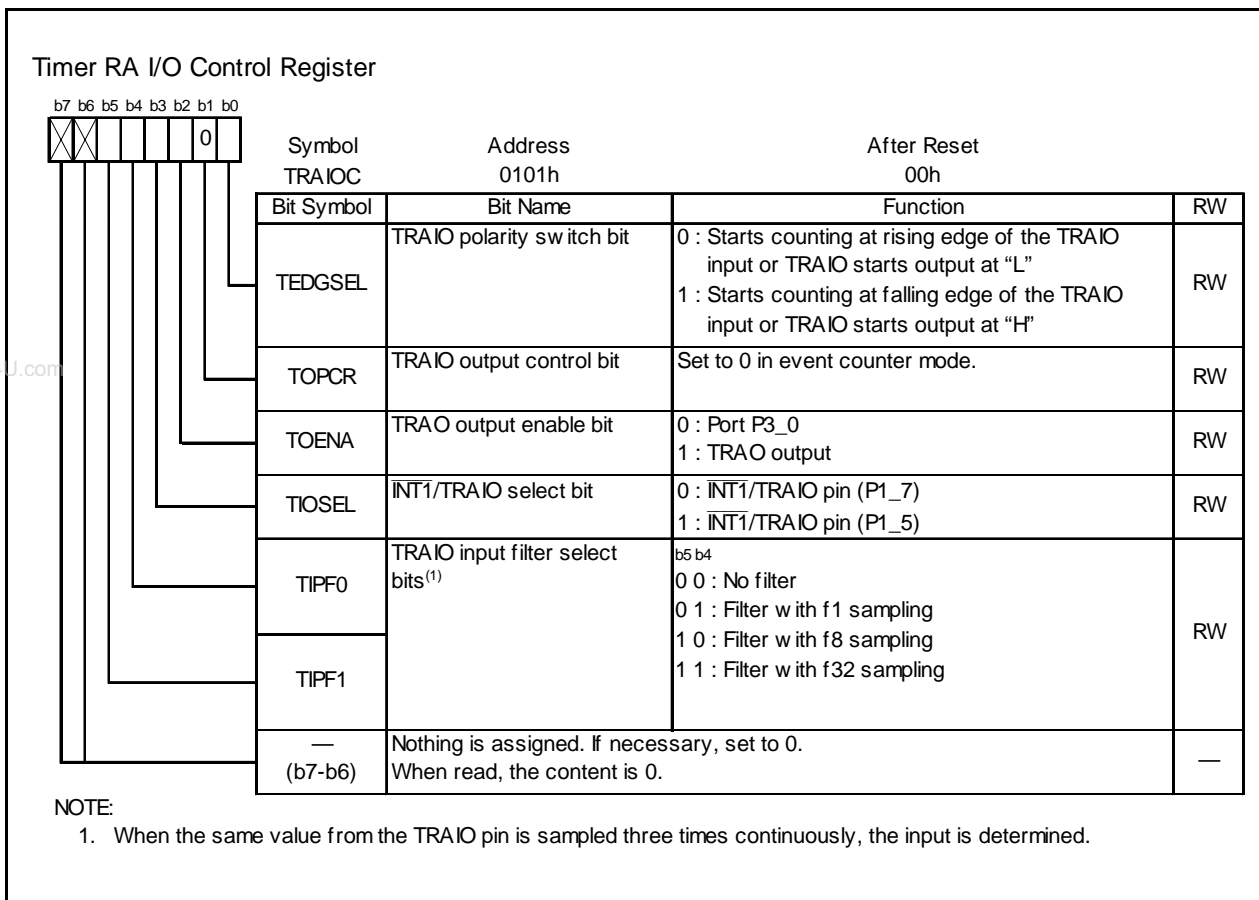 Timer RA I/O Control Register
b7 b6 b5 b4 b3 b2 b1 b0
0
Symbol Address After Reset
TRAIOC 0101h 00h
Bit Symbol Bit Name Function RW
TEDGSEL TRAIO polarity switch bit 0 : Starts counting at rising edge of the TRAIO
input or TRAIO starts output at “L”
1 : Starts counting at falling edge of the TRAIO
input or TRAIO starts output at “H”
RW
TOPCR TRAIO output control bit Set to 0 in event counter mode. RW
U.com
TOENA TRAO output enable bit 0 : Port P3_0
1 : TRAO output
RW
TIOSEL INT1/TRAIO select bit 0 : INT1/TRAIO pin (P1_7)
1 : INT1/TRAIO pin (P1_5)
RW
TIPF0 TRAIO input filter select b5 b4
bits(1) 0 0 : No filter
0 1 : Filter with f1 sampling
1 0 : Filter with f8 sampling
1 1 : Filter with f32 sampling
RW
TIPF1
— Nothing is assigned. If necessary, set to 0. —
(b7-b6) When read, the content is 0.
NOTE:
1. When the same value from the TRAIO pin is sampled three times continuously, the input is determined.